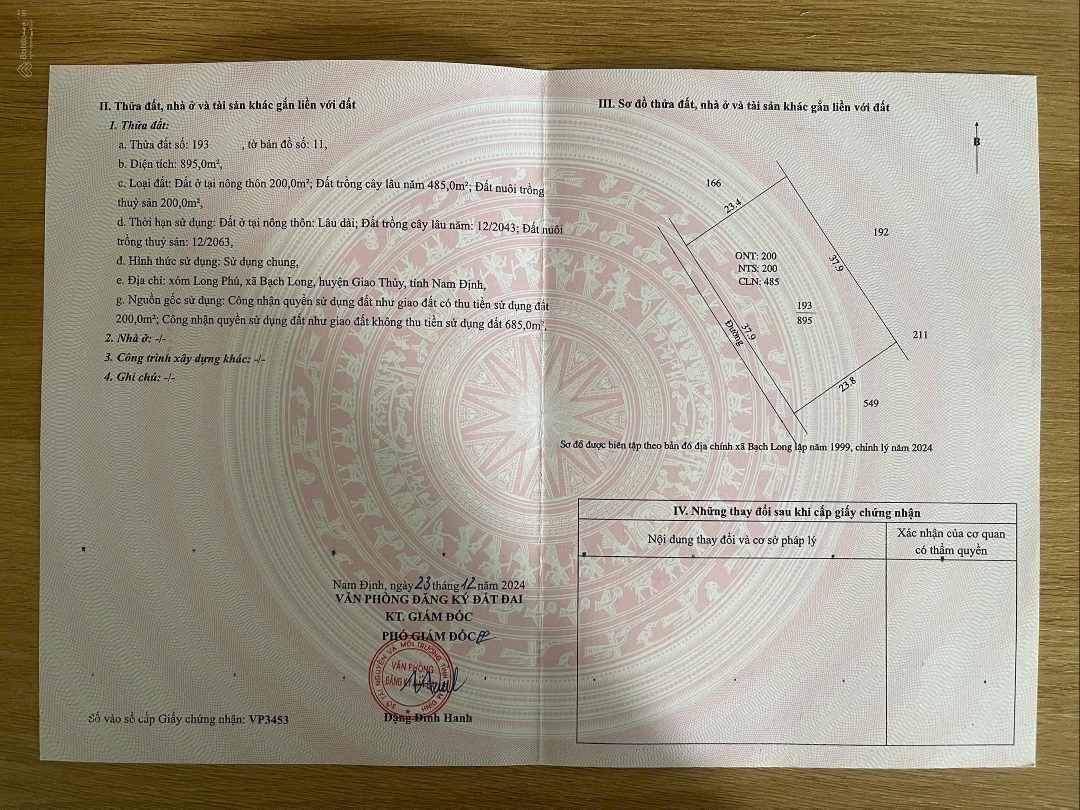 II. Thửa đất, nhà ở và tài sản khác gắn liền với đất
1. Thửa đất:
a. Thửa đất số: 193 , tờ bản đồ số: 11,
b. Diện tích: 895,0m²,
c. Loại đất: Đất ở tại nông thôn 200,0m²; Đất trồng cây lâu năm 485,0m²; Đất nuôi trồng
thuỷ sản 200,0m²,
d. Thời hạn sử dụng: Đất ở tại nông thôn: Lâu dài; Đất trồng cây lâu năm: 12/2043; Đất nuôi
trồng thuỷ sản: 12/2063,
đ. Hình thức sử dụng: Sử dụng chung,
e. Địa chỉ: xóm Long Phú, xã Bạch Long, huyện Giao Thủy, tỉnh Nam Định,
g. Nguồn gốc sử dụng: Công nhận quyền sử dụng đất như giao đất có thu tiền sử dụng đất
200,0m²; Công nhận quyền sử dụng đất như giao đất không thu tiền sử dụng đất 685,0m²,
2. Nhà ở: -/-
3. Công trình xây dựng khác: -/-
4. Ghi chú: -/-
Nam Định, ngày 23 tháng 12 năm 2024
VĂN PHÒNG ĐĂNG KÝ ĐẤT ĐAI
KT. GIÁM ĐỐC
PHÓ GIÁM ĐỐC
SỞ TÀI NGUYÊN VÀ MÔI TRƯỜNG TỈNH NAM ĐỊNH
VĂN PHÒNG
ĐĂNG KÝ
Đặng Đình Hanh
Số vào sổ cấp Giấy chứng nhận: VP3453
III. Sơ đồ thửa đất, nhà ở và tài sản khác gắn liền với đất
B
166
23.4
192
37.9
ONT: 200
NTS: 200
CLN: 485
193
895
37.9
Đường
211
23.8
549
Sơ đồ được biên tập theo bản đồ địa chính xã Bạch Long lập năm 1999, chỉnh lý năm 2024
IV. Những thay đổi sau khi cấp giấy chứng nhận
Nội dung thay đổi và cơ sở pháp lý
Xác nhận của cơ quan
có thẩm quyền